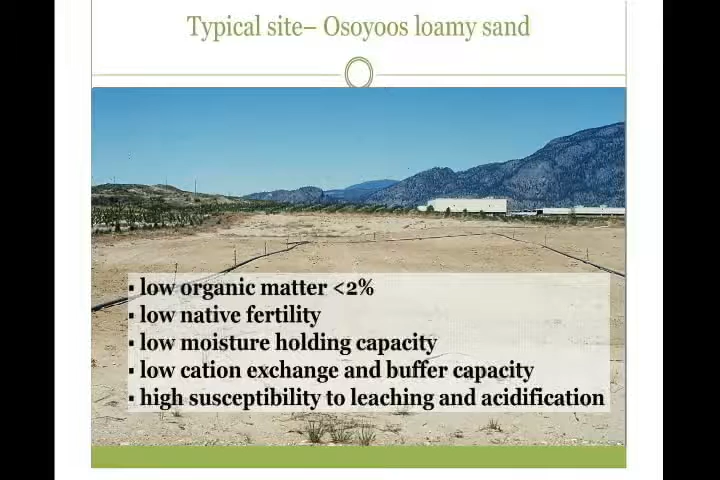 Typical site– Osoyoos loamy sand
▪ low organic matter <2%
▪ low native fertility
▪ low moisture holding capacity
▪ low cation exchange and buffer capacity
▪ high susceptibility to leaching and acidification